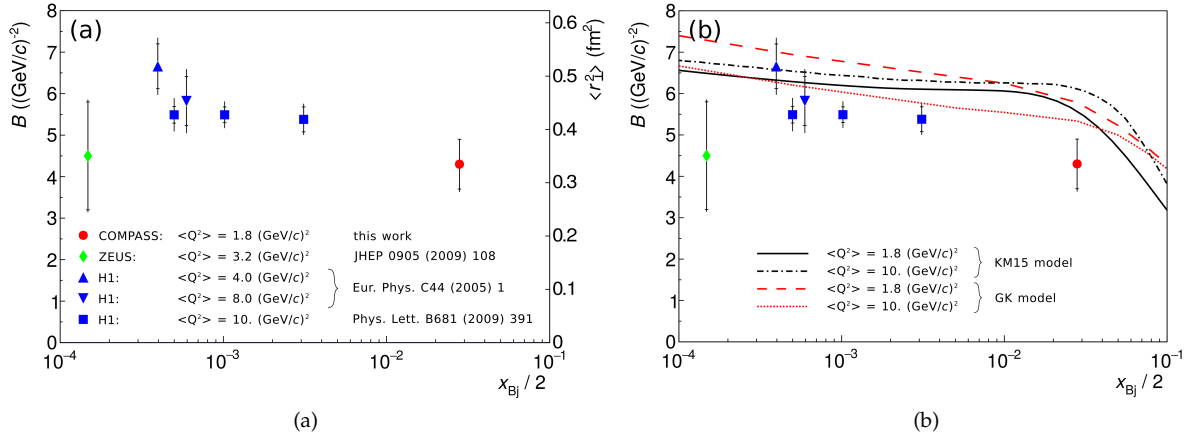 (a)
B ((GeV/c)⁻²)
8
7
6
5
4
3
2
1
0
<r²⊥> (fm²)
0.6
0.5
0.4
0.3
0.2
0.1
0
COMPASS: <Q²> = 1.8 (GeV/c)² this work
ZEUS: <Q²> = 3.2 (GeV/c)² JHEP 0905 (2009) 108
H1: <Q²> = 4.0 (GeV/c)²
Eur. Phys. C44 (2005) 1
H1: <Q²> = 8.0 (GeV/c)²
H1: <Q²> = 10. (GeV/c)² Phys. Lett. B681 (2009) 391
10⁻⁴ 10⁻³ 10⁻² 10⁻¹
x_Bj / 2
(a)
(b)
B ((GeV/c)⁻²)
8
7
6
5
4
3
2
1
0
<Q²> = 1.8 (GeV/c)²
KM15 model
<Q²> = 10. (GeV/c)²
<Q²> = 1.8 (GeV/c)²
GK model
<Q²> = 10. (GeV/c)²
10⁻⁴ 10⁻³ 10⁻² 10⁻¹
x_Bj / 2
(b)